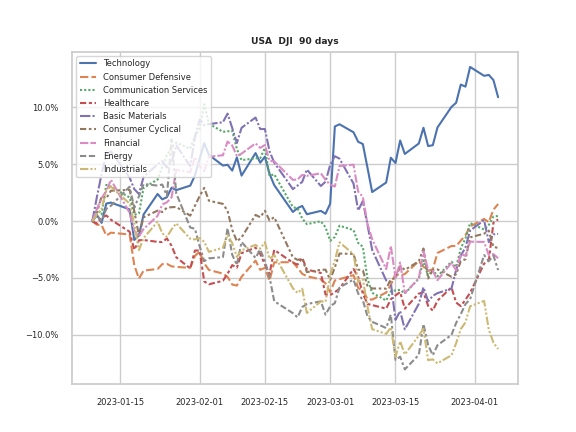 USA DJI 90 days
Technology
Consumer Defensive
Communication Services
Healthcare
Basic Materials
Consumer Cyclical
Financial
Energy
Industrials
10.0%
5.0%
0.0%
−5.0%
−10.0%
2023-01-15 2023-02-01 2023-02-15 2023-03-01 2023-03-15 2023-04-01